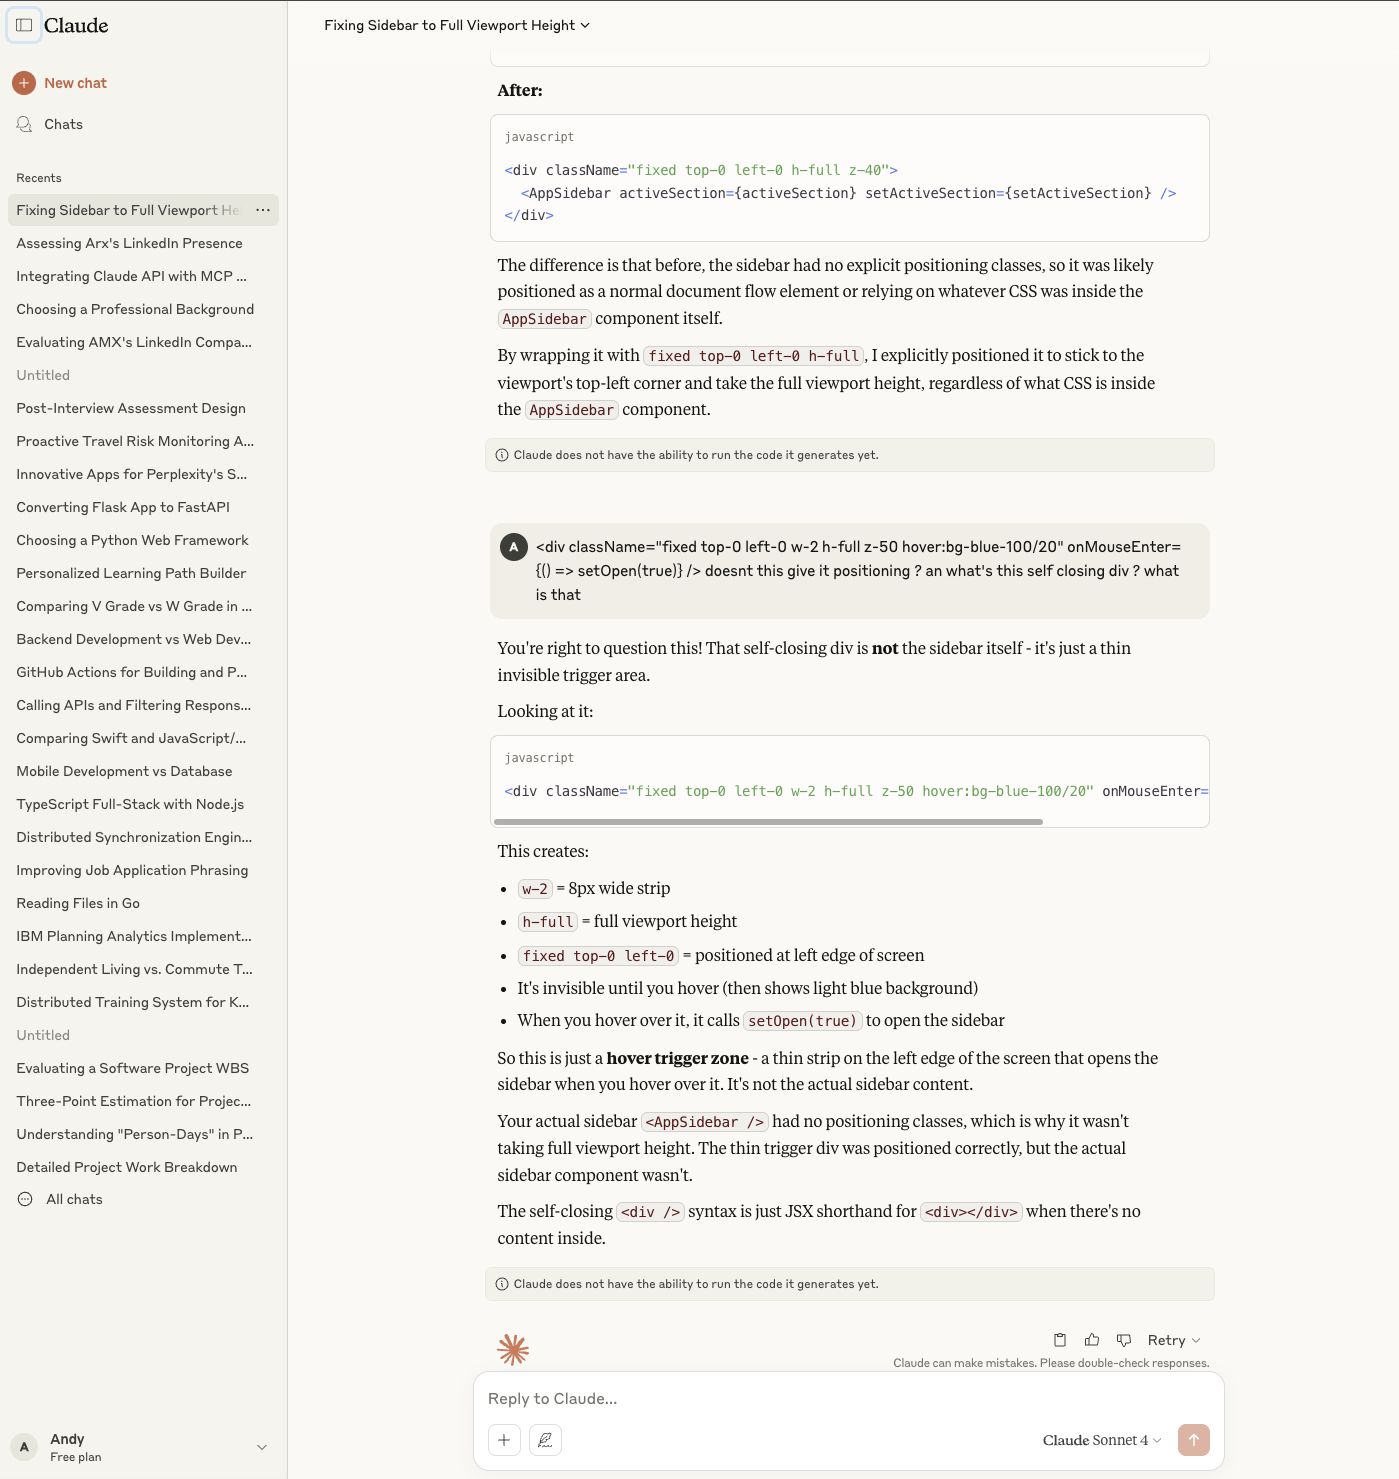 Claude
New chat
Chats
Recents
Fixing Sidebar to Full Viewport He
Assessing Arx's LinkedIn Presence
Integrating Claude API with MCP ...
Choosing a Professional Background
Evaluating AMX's LinkedIn Compa...
Untitled
Post-Interview Assessment Design
Proactive Travel Risk Monitoring A...
Innovative Apps for Perplexity's S...
Converting Flask App to FastAPI
Choosing a Python Web Framework
Personalized Learning Path Builder
Comparing V Grade vs W Grade in ...
Backend Development vs Web Dev...
GitHub Actions for Building and P...
Calling APIs and Filtering Respons...
Comparing Swift and JavaScript/...
Mobile Development vs Database
TypeScript Full-Stack with Node.js
Distributed Synchronization Engin...
Improving Job Application Phrasing
Reading Files in Go
IBM Planning Analytics Implement...
Independent Living vs. Commute T...
Distributed Training System for K...
Untitled
Evaluating a Software Project WBS
Three-Point Estimation for Projec...
Understanding "Person-Days" in P...
Detailed Project Work Breakdown
All chats
A
Andy
Free plan
Fixing Sidebar to Full Viewport Height
After:
javascript
<div className="fixed top-0 left-0 h-full z-40">
<AppSidebar activeSection={activeSection} setActiveSection={setActiveSection} />
</div>
The difference is that before, the sidebar had no explicit positioning classes, so it was likely
positioned as a normal document flow element or relying on whatever CSS was inside the
AppSidebar component itself.
By wrapping it with fixed top-0 left-0 h-full, I explicitly positioned it to stick to the
viewport's top-left corner and take the full viewport height, regardless of what CSS is inside
the AppSidebar component.
Claude does not have the ability to run the code it generates yet.
A
<div className="fixed top-0 left-0 w-2 h-full z-50 hover:bg-blue-100/20" onMouseEnter=
{() => setOpen(true)} /> doesnt this give it positioning ? an what's this self closing div ? what
is that
You're right to question this! That self-closing div is not the sidebar itself - it's just a thin
invisible trigger area.
Looking at it:
javascript
<div className="fixed top-0 left-0 w-2 h-full z-50 hover:bg-blue-100/20" onMouseEnter=
This creates:
• w-2 = 8px wide strip
• h-full = full viewport height
• fixed top-0 left-0 = positioned at left edge of screen
• It's invisible until you hover (then shows light blue background)
• When you hover over it, it calls setOpen(true) to open the sidebar
So this is just a hover trigger zone - a thin strip on the left edge of the screen that opens the
sidebar when you hover over it. It's not the actual sidebar content.
Your actual sidebar <AppSidebar /> had no positioning classes, which is why it wasn't
taking full viewport height. The thin trigger div was positioned correctly, but the actual
sidebar component wasn't.
The self-closing <div /> syntax is just JSX shorthand for <div></div> when there's no
content inside.
Claude does not have the ability to run the code it generates yet.
Retry
Claude can make mistakes. Please double-check responses.
Reply to Claude...
Claude Sonnet 4